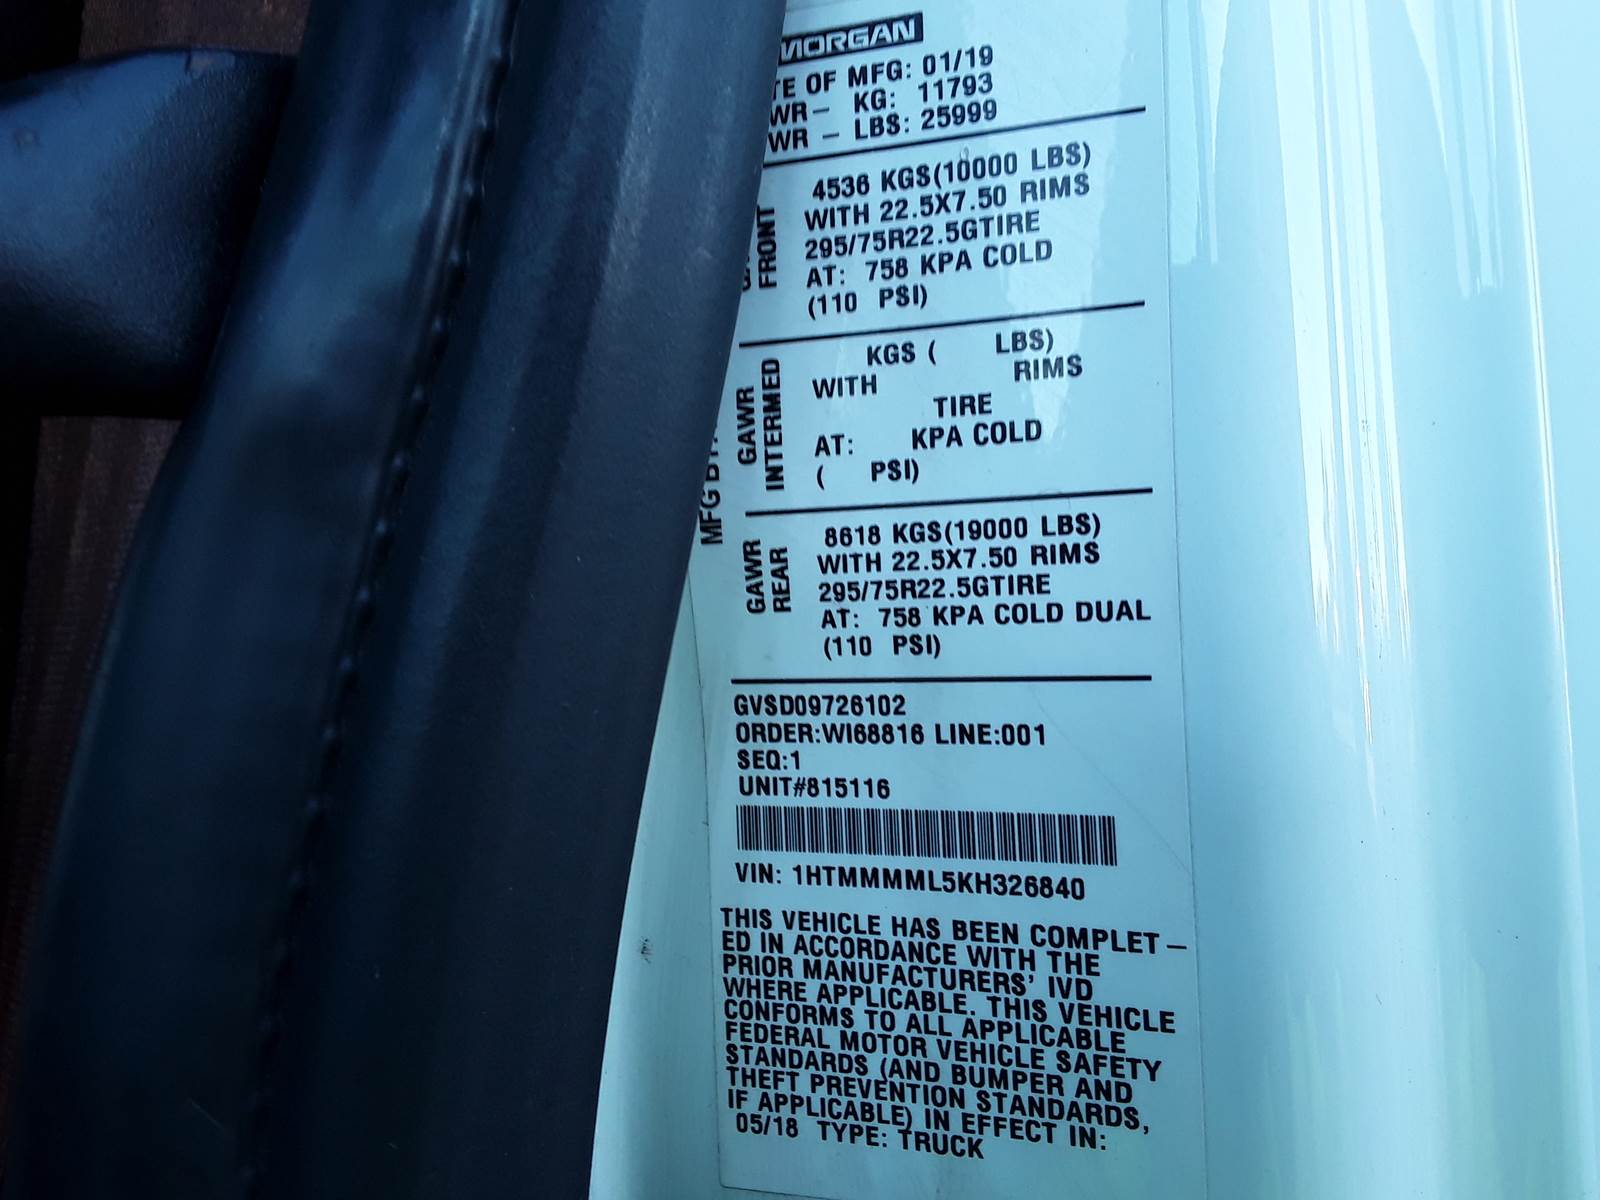 MORGAN
TE OF MFG: 01/19
WR- KG: 11793
WR - LBS: 25999
FRONT
4536 KGS(10000 LBS)
WITH 22.5X7.50 RIMS
295/75R22.5GTIRE
AT: 758 KPA COLD
(110 PSI)
GAWR
INTERMED
KGS ( LBS)
WITH RIMS
TIRE
AT: KPA COLD
( PSI)
MFG B
GAWR
REAR
8618 KGS(19000 LBS)
WITH 22.5X7.50 RIMS
295/75R22.5GTIRE
AT: 758 KPA COLD DUAL
(110 PSI)
GVSD09726102
ORDER:WI68816 LINE:001
SEQ:1
UNIT#815116
VIN: 1HTMMMML5KH326840
THIS VEHICLE HAS BEEN COMPLET-
ED IN ACCORDANCE WITH THE
PRIOR MANUFACTURERS' IVD
WHERE APPLICABLE. THIS VEHICLE
CONFORMS TO ALL APPLICABLE
FEDERAL MOTOR VEHICLE SAFETY
STANDARDS (AND BUMPER AND
THEFT PREVENTION STANDARDS,
IF APPLICABLE) IN EFFECT IN:
05/18 TYPE: TRUCK